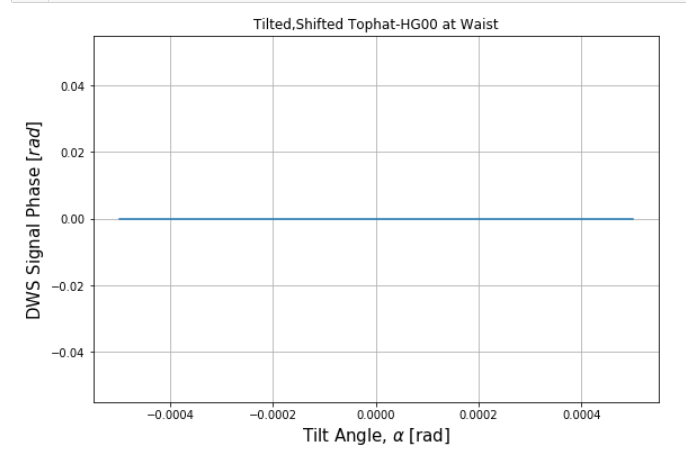 Tilted,Shifted Tophat-HG00 at Waist
DWS Signal Phase [rad]
0.04
0.02
0.00
−0.02
−0.04
−0.0004 −0.0002 0.0000 0.0002 0.0004
Tilt Angle, α [rad]